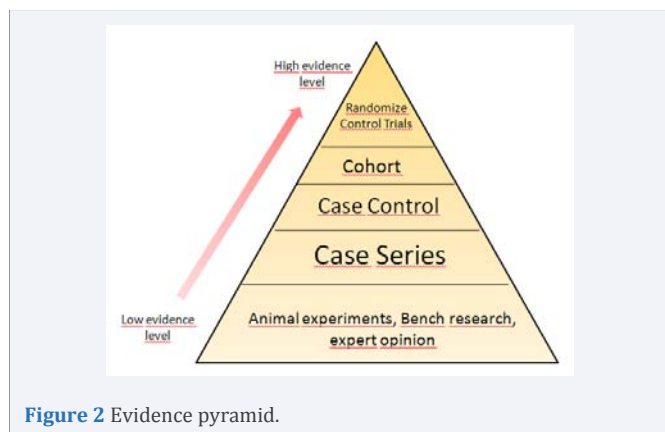 High evidence
level
Randomize
Control Trials
Cohort
Case Control
Case Series
Low evidence
level
Animal experiments, Bench research,
expert opinion
Figure 2 Evidence pyramid.